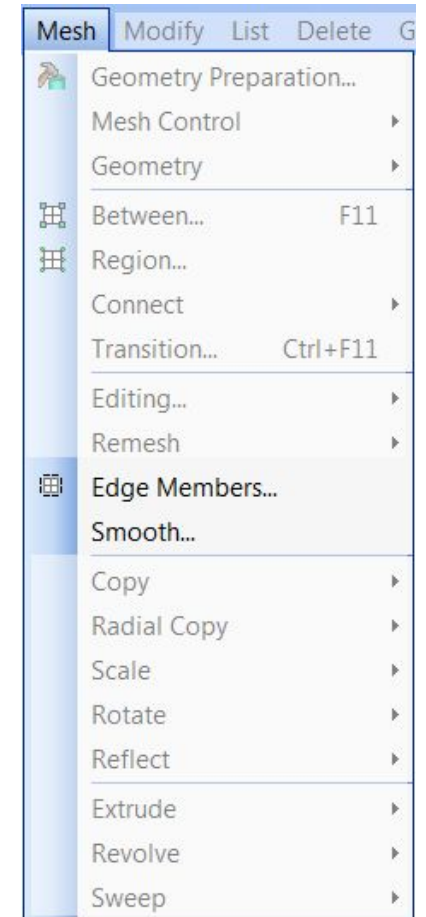 Mesh Modify List Delete G
Geometry Preparation...
Mesh Control
Geometry
Between... F11
Region...
Connect
Transition... Ctrl+F11
Editing...
Remesh
Edge Members...
Smooth...
Copy
Radial Copy
Scale
Rotate
Reflect
Extrude
Revolve
Sweep